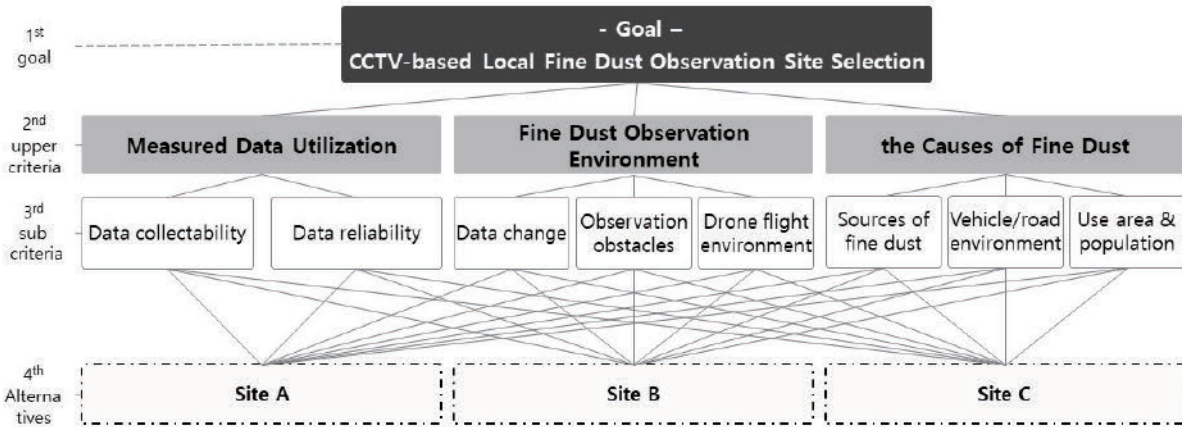 1st
goal
- Goal –
CCTV-based Local Fine Dust Observation Site Selection
2nd
upper
criteria
Measured Data Utilization
Fine Dust Observation
Environment
the Causes of Fine Dust
3rd
sub
criteria
Data collectability
Data reliability
Data change
Observation
obstacles
Drone flight
environment
Sources of
fine dust
Vehicle/road
environment
Use area &
population
4th
Alterna
tives
Site A
Site B
Site C